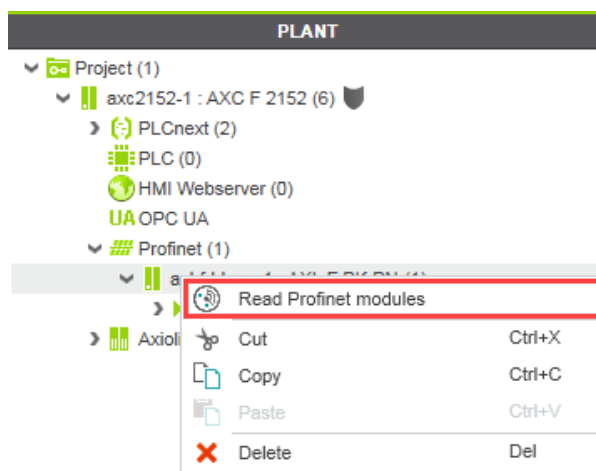 PLANT
Project (1)
axc2152-1 : AXC F 2152 (6)
PLCnext (2)
PLC (0)
HMI Webserver (0)
UA OPC UA
Profinet (1)
Read Profinet modules
Axioli
Cut Ctrl+X
Copy Ctrl+C
Paste Ctrl+V
Delete Del